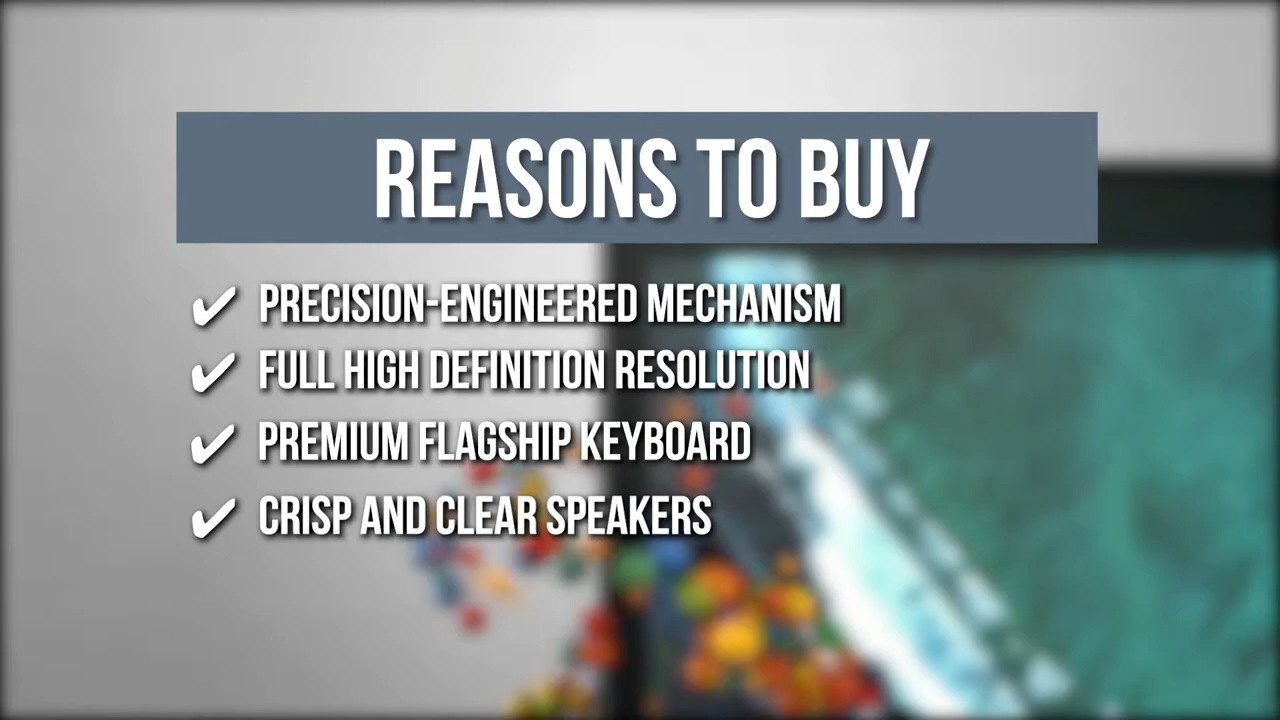 REASONS TO BUY
✔ PRECISION-ENGINEERED MECHANISM
✔ FULL HIGH DEFINITION RESOLUTION
✔ PREMIUM FLAGSHIP KEYBOARD
✔ CRISP AND CLEAR SPEAKERS